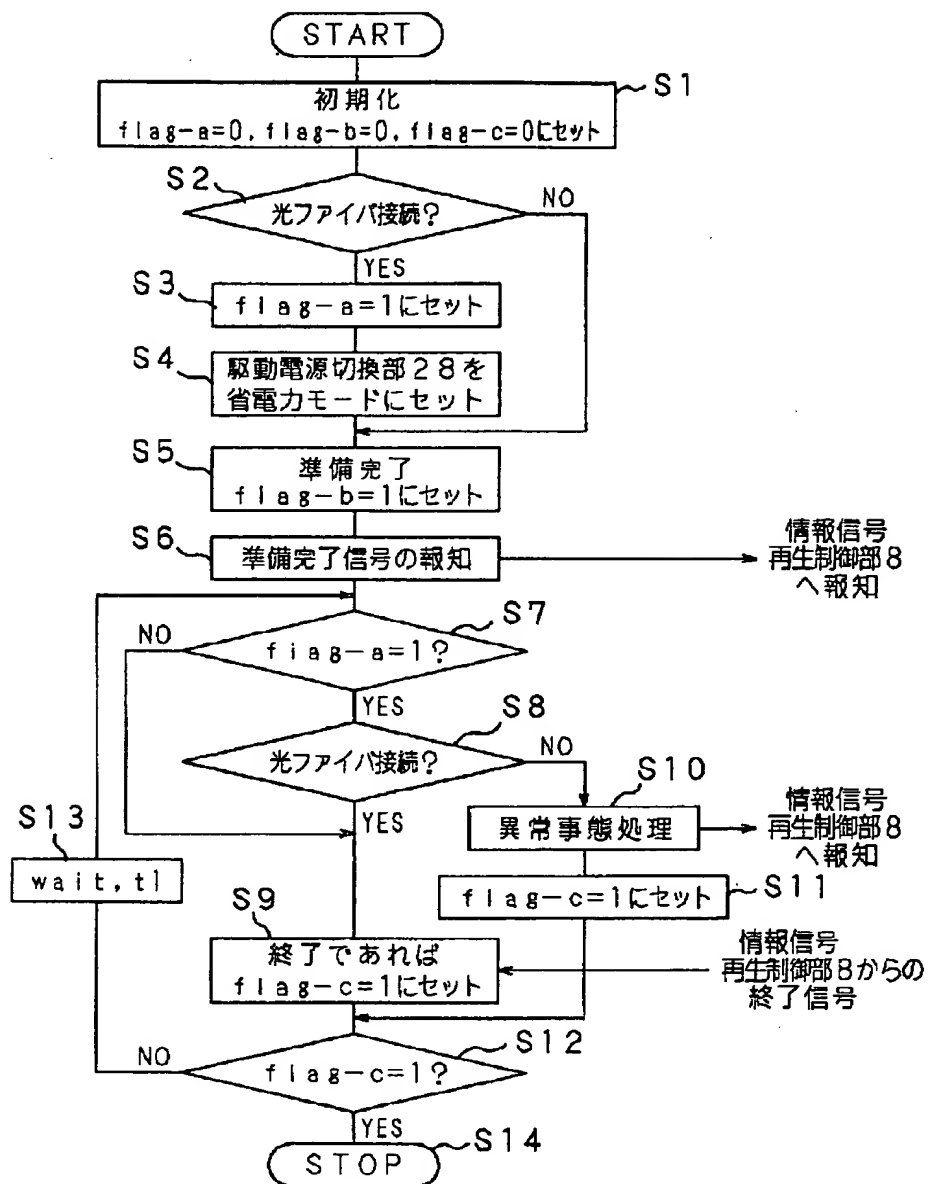 START
S1
初期化
flag-a=0, flag-b=0, flag-c=0にセット
S2
光ファイバ接続?
NO
YES
S3
flag-a=1にセット
S4
駆動電源切換部28を
省電力モードにセット
S5
準備完了
flag-b=1にセット
S6
準備完了信号の報知
情報信号
再生制御部8
へ報知
S7
NO
flag-a=1?
YES
S8
光ファイバ接続?
NO
YES
S10
異常事態処理
情報信号
再生制御部8
へ報知
S13
wait, t1
S11
flag-c=1にセット
S9
終了であれば
flag-c=1にセット
情報信号
再生制御部8からの
終了信号
S12
NO
flag-c=1?
YES
S14
STOP